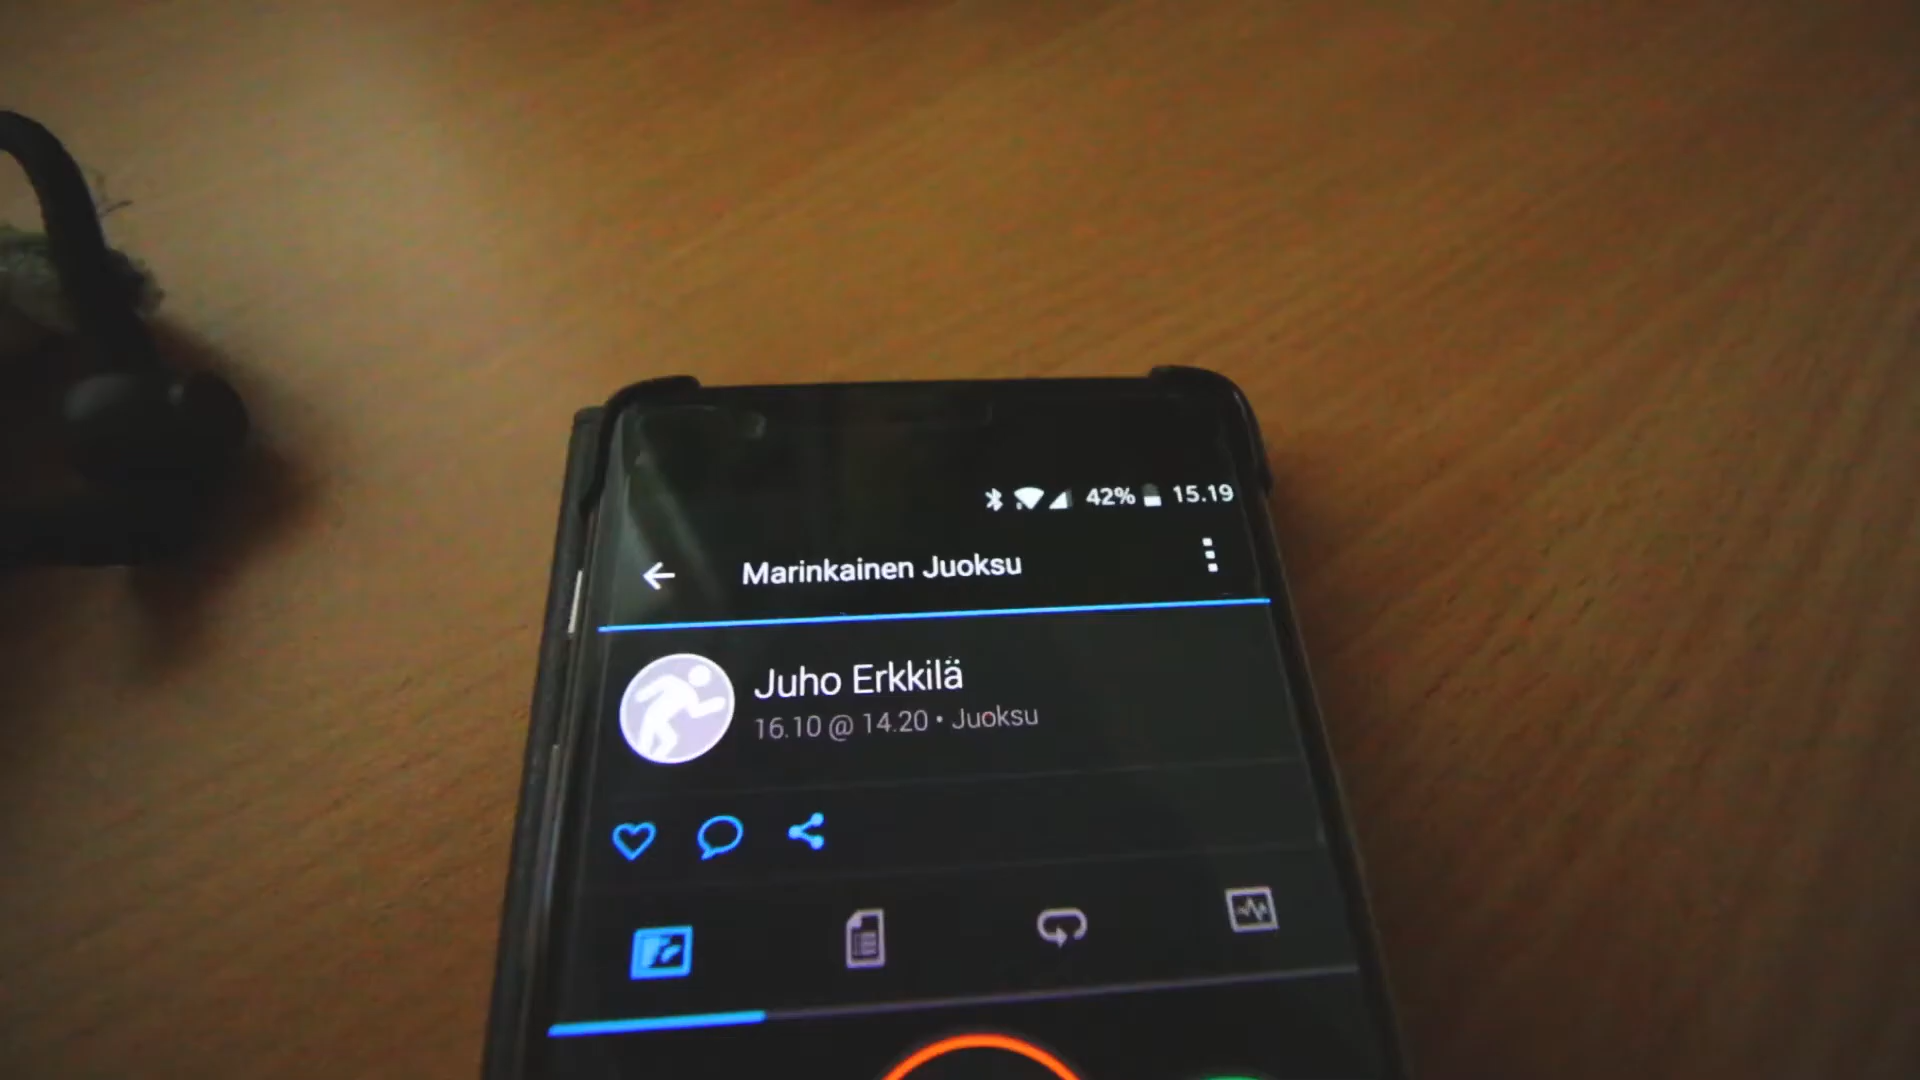 42% 15.19
Marinkainen Juoksu
Juho Erkkilä
16.10 @ 14.20 • Juoksu